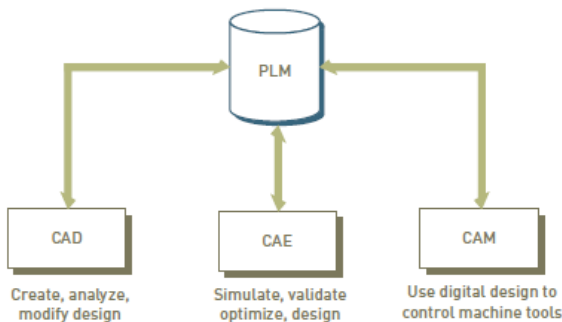 PLM
CAD
CAE
CAM
Create, analyze,
modify design
Simulate, validate
optimize, design
Use digital design to
control machine tools